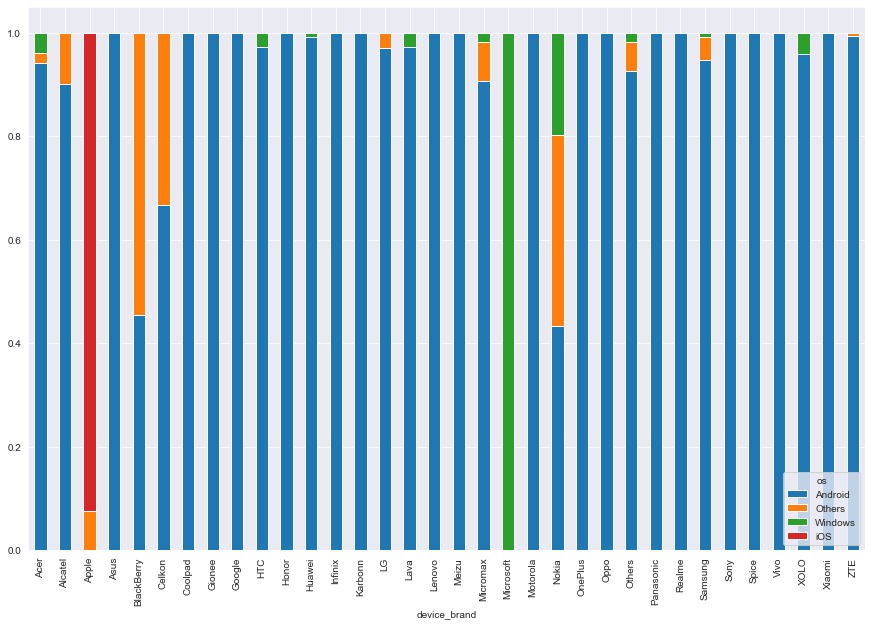 1.0
0.8
0.6
0.4
0.2
0.0
os
Android
Others
Windows
iOS
Acer
Alcatel
Apple
Asus
BlackBerry
Celkon
Coolpad
Gionee
Google
HTC
Honor
Huawei
Infinix
Karbonn
LG
Lava
Lenovo
Meizu
Micromax
Microsoft
Motorola
Nokia
OnePlus
Oppo
Others
Panasonic
Realme
Samsung
Sony
Spice
Vivo
XOLO
Xiaomi
ZTE
device_brand